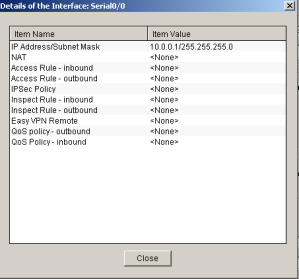 Details of the Interface: Serial0/0
Item Name Item Value
IP Address/Subnet Mask 10.0.0.1/255.255.255.0
NAT <None>
Access Rule - inbound <None>
Access Rule - outbound <None>
IPSec Policy <None>
Inspect Rule - inbound <None>
Inspect Rule - outbound <None>
Easy VPN Remote <None>
QoS policy - outbound <None>
QoS Policy - inbound <None>
Close